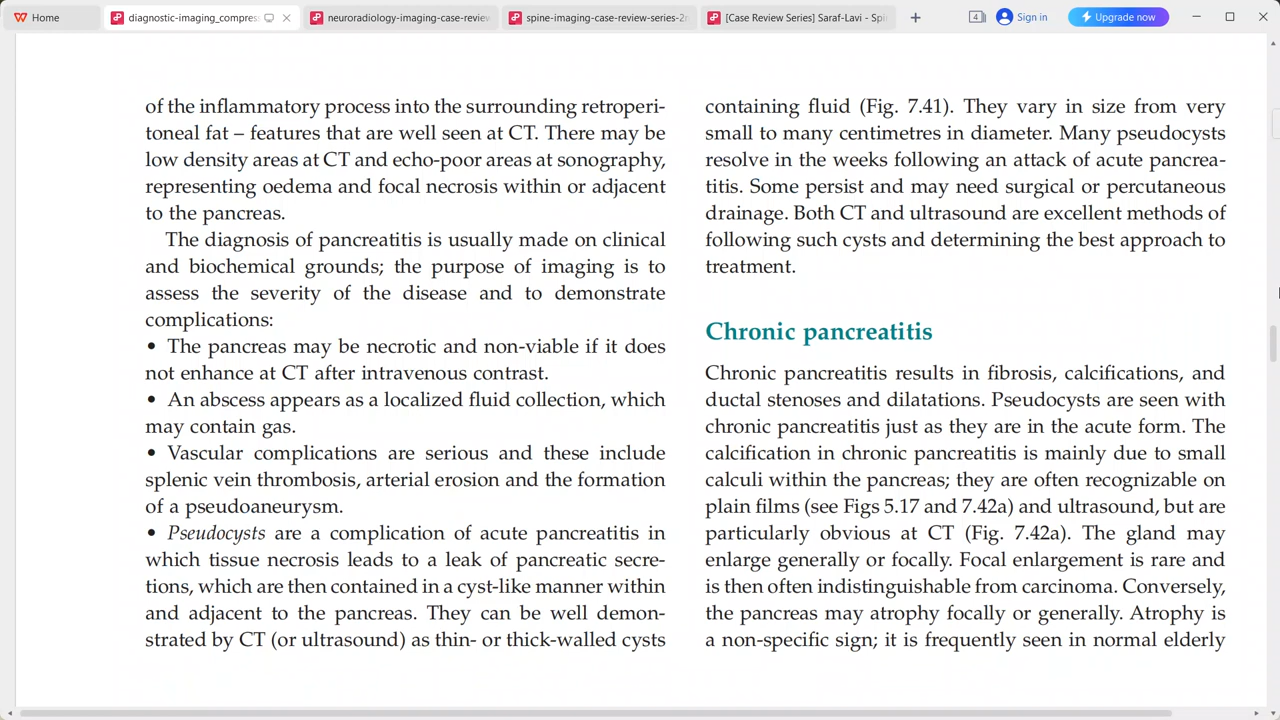 Home
diagnostic-imaging_compres
neuroradiology-imaging-case-review
spine-imaging-case-review-series-2
[Case Review Series] Saraf-Lavi - Spi
4
Sign in
Upgrade now
of the inflammatory process into the surrounding retroperi-
toneal fat – features that are well seen at CT. There may be
low density areas at CT and echo-poor areas at sonography,
representing oedema and focal necrosis within or adjacent
to the pancreas.
The diagnosis of pancreatitis is usually made on clinical
and biochemical grounds; the purpose of imaging is to
assess the severity of the disease and to demonstrate
complications:
• The pancreas may be necrotic and non-viable if it does
not enhance at CT after intravenous contrast.
• An abscess appears as a localized fluid collection, which
may contain gas.
• Vascular complications are serious and these include
splenic vein thrombosis, arterial erosion and the formation
of a pseudoaneurysm.
• Pseudocysts are a complication of acute pancreatitis in
which tissue necrosis leads to a leak of pancreatic secre-
tions, which are then contained in a cyst-like manner within
and adjacent to the pancreas. They can be well demon-
strated by CT (or ultrasound) as thin- or thick-walled cysts
containing fluid (Fig. 7.41). They vary in size from very
small to many centimetres in diameter. Many pseudocysts
resolve in the weeks following an attack of acute pancrea-
titis. Some persist and may need surgical or percutaneous
drainage. Both CT and ultrasound are excellent methods of
following such cysts and determining the best approach to
treatment.
Chronic pancreatitis
Chronic pancreatitis results in fibrosis, calcifications, and
ductal stenoses and dilatations. Pseudocysts are seen with
chronic pancreatitis just as they are in the acute form. The
calcification in chronic pancreatitis is mainly due to small
calculi within the pancreas; they are often recognizable on
plain films (see Figs 5.17 and 7.42a) and ultrasound, but are
particularly obvious at CT (Fig. 7.42a). The gland may
enlarge generally or focally. Focal enlargement is rare and
is then often indistinguishable from carcinoma. Conversely,
the pancreas may atrophy focally or generally. Atrophy is
a non-specific sign; it is frequently seen in normal elderly